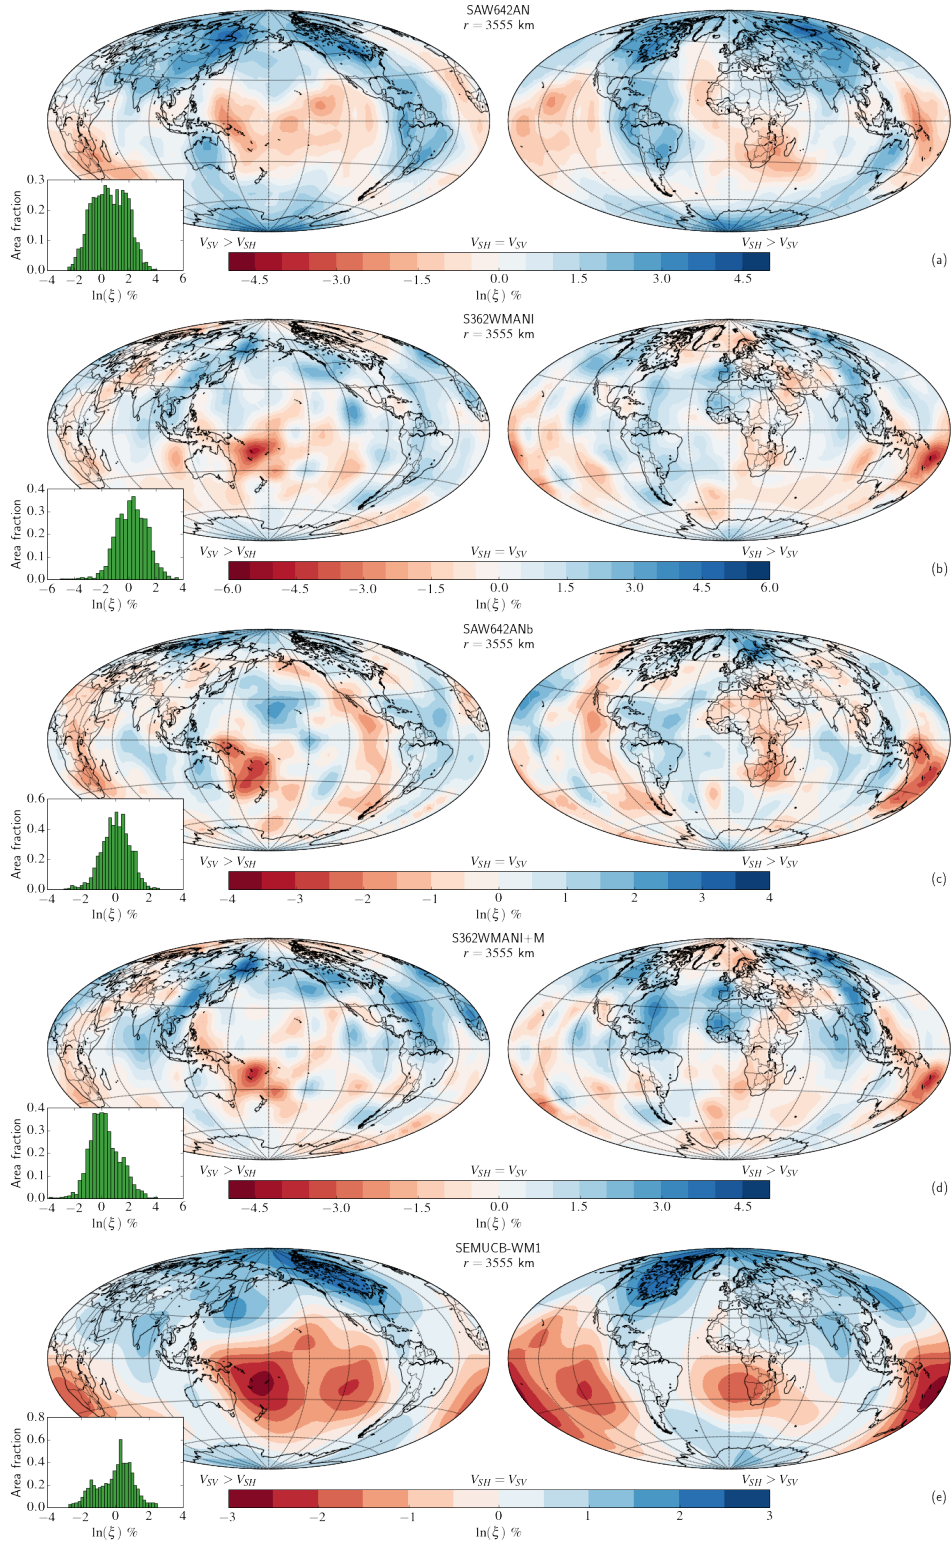 SAW642AN
r = 3555 km
0.3
0.2
0.1
0.0
Area fraction
−4 −2 0 2 4 6
ln(ξ) %
V_SV > V_SH V_SH = V_SV V_SH > V_SV
−4.5 −3.0 −1.5 0.0 1.5 3.0 4.5
ln(ξ) %
(a)
S362WMANI
r = 3555 km
0.4
0.3
0.2
0.1
0.0
Area fraction
−6 −4 −2 0 2 4
ln(ξ) %
V_SV > V_SH V_SH = V_SV V_SH > V_SV
−6.0 −4.5 −3.0 −1.5 0.0 1.5 3.0 4.5 6.0
ln(ξ) %
(b)
SAW642ANb
r = 3555 km
0.6
0.4
0.2
0.0
Area fraction
−4 −2 0 2 4
ln(ξ) %
V_SV > V_SH V_SH = V_SV V_SH > V_SV
−4 −3 −2 −1 0 1 2 3 4
ln(ξ) %
(c)
S362WMANI+M
r = 3555 km
0.4
0.3
0.2
0.1
0.0
Area fraction
−4 −2 0 2 4 6
ln(ξ) %
V_SV > V_SH V_SH = V_SV V_SH > V_SV
−4.5 −3.0 −1.5 0.0 1.5 3.0 4.5
ln(ξ) %
(d)
SEMUCB-WM1
r = 3555 km
0.8
0.6
0.4
0.2
0.0
Area fraction
−4 −2 0 2 4
ln(ξ) %
V_SV > V_SH V_SH = V_SV V_SH > V_SV
−3 −2 −1 0 1 2 3
ln(ξ) %
(e)